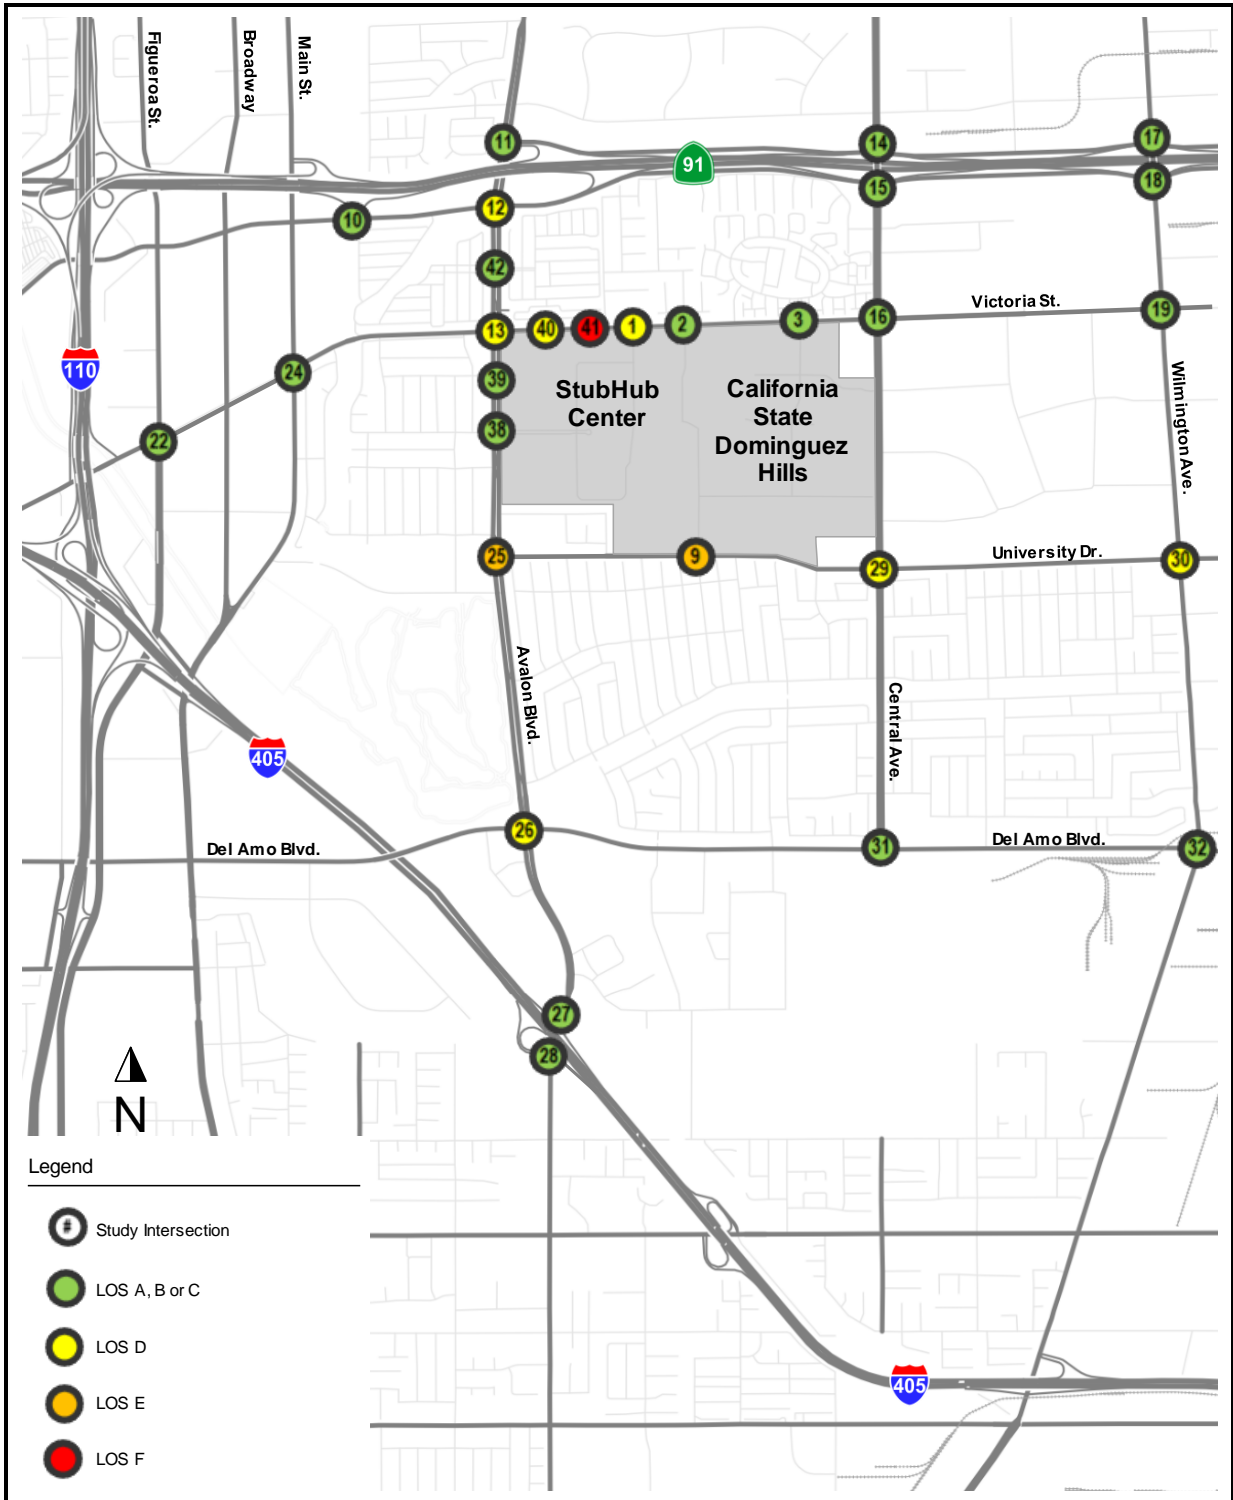 Figueroa St.
Broadway
Main St.
11
14
17
91
15
18
12
10
42
Victoria St.
19
13
40
41
1
2
3
16
110
24
39
StubHub
Center
California
State
Dominguez
Hills
Wilmington Ave.
22
38
25
9
University Dr.
29
30
Avalon Blvd.
Central Ave.
405
26
Del Amo Blvd.
31
Del Amo Blvd.
32
27
28
N
Legend
# Study Intersection
LOS A, B or C
LOS D
LOS E
LOS F
405